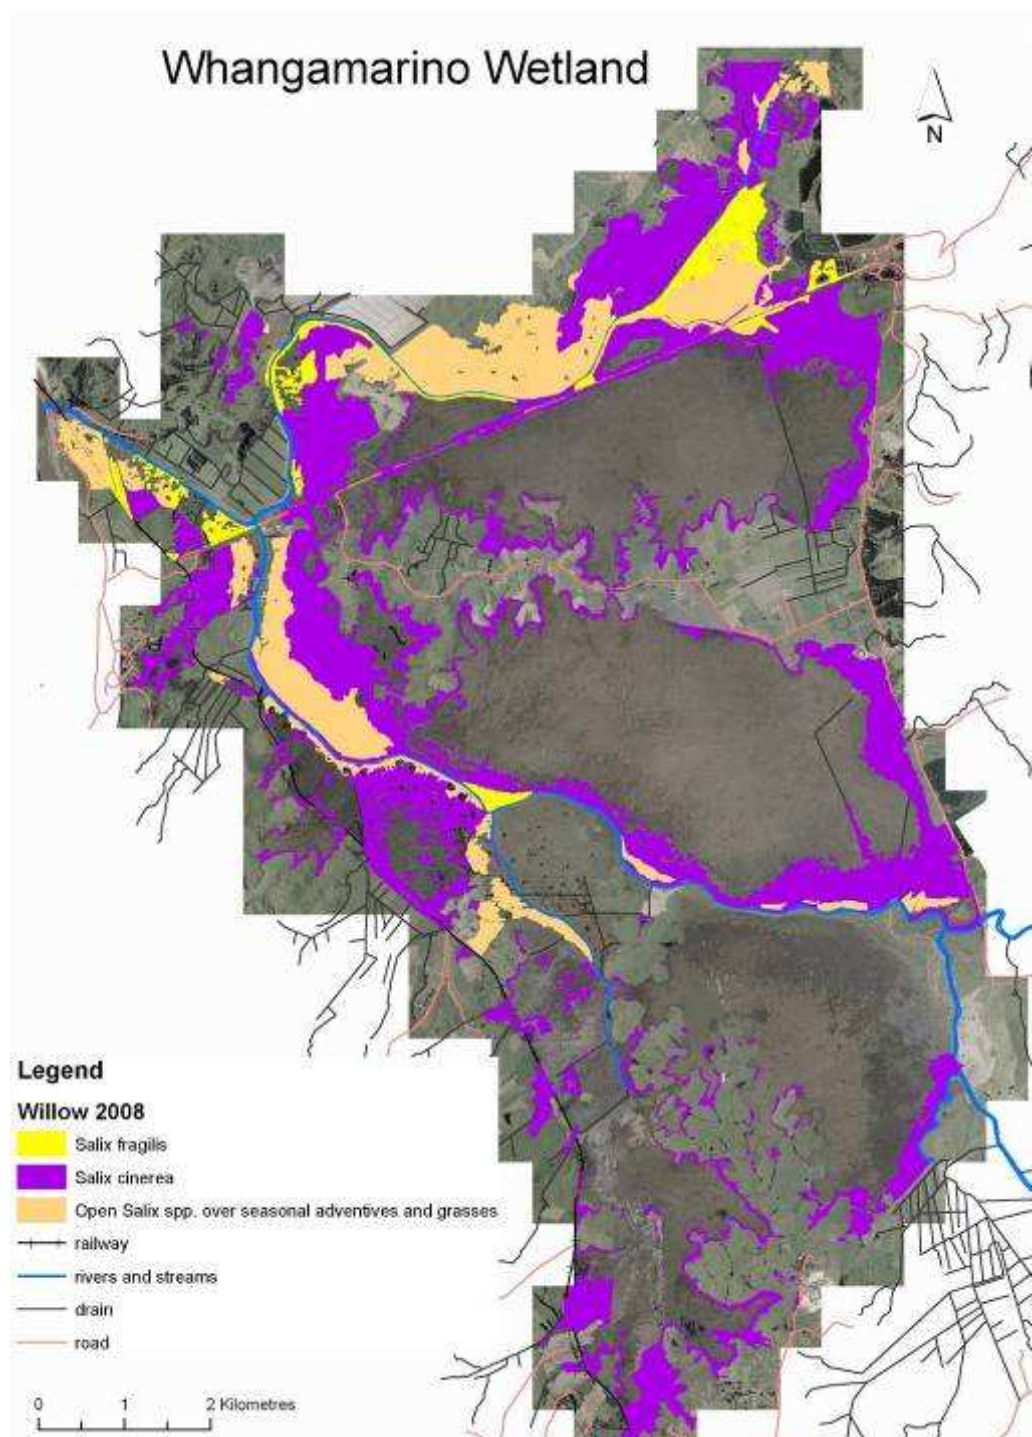 Whangamarino Wetland
N
Legend
Willow 2008
Salix fragilis
Salix cinerea
Open Salix spp. over seasonal adventives and grasses
railway
rivers and streams
drain
road
0 1 2 Kilometres